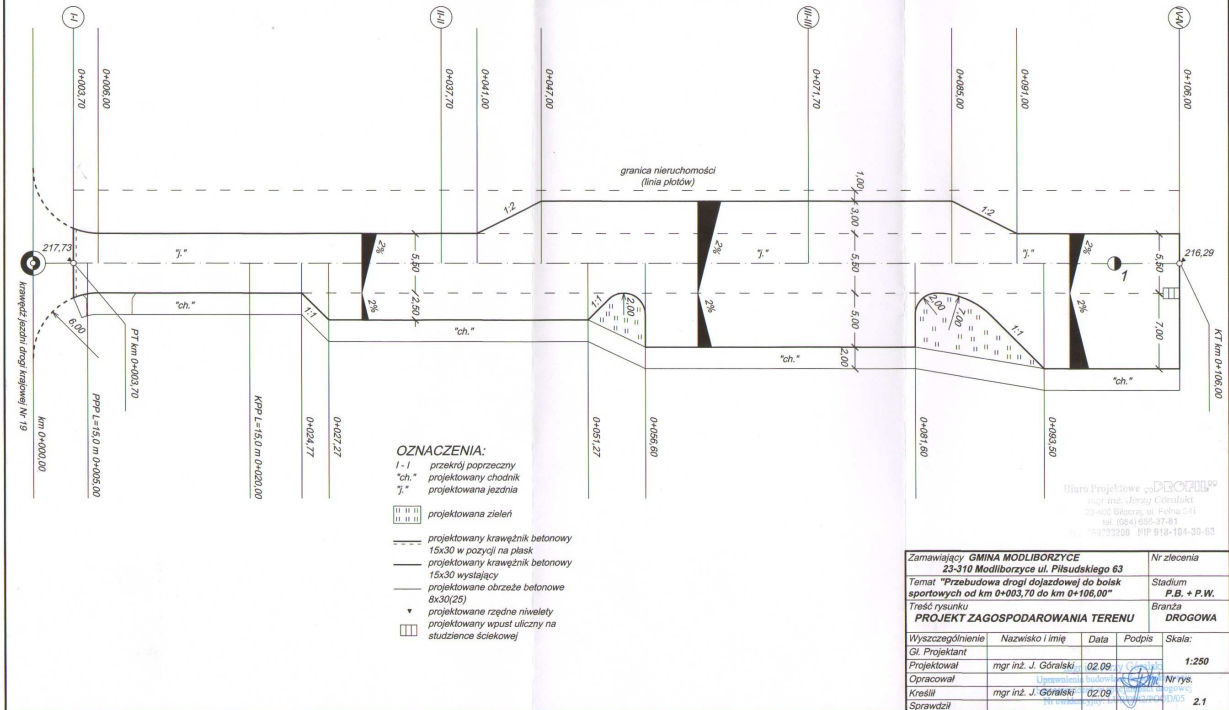 I-I
II-II
III-III
IV-IV
0+003,70
0+006,00
0+037,70
0+041,00
0+047,00
0+071,70
0+085,00
0+091,00
0+106,00
granica nieruchomości
(linia płotów)
1,00
3,00
1:2
1:2
217,73
"j."
2%
5,50
2%
5,50
"j."
2%
5,50
216,29
1
"ch."
1:1
2%
2,50
1:1
2,00
2%
5,00
2,00
7,00
1:1
2%
7,00
6,00
"ch."
"ch."
2,00
"ch."
krawędź jezdni drogi krajowej Nr 19
km 0+000,00
PPP L=15,0 m 0+005,00
PT km 0+003,70
KPP L=15,0 m 0+020,00
0+024,77
0+027,27
0+051,27
0+056,60
0+081,60
0+093,50
KT km 0+106,00
OZNACZENIA:
I - I przekrój poprzeczny
"ch." projektowany chodnik
"j." projektowana jezdnia
projektowana zieleń
projektowany krawężnik betonowy
15x30 w pozycji na płask
projektowany krawężnik betonowy
15x30 wystający
projektowane obrzeże betonowe
8x30(25)
projektowane rzędne niwelety
projektowany wpust uliczny na
studzience ściekowej
Biuro Projektowe "PROFIL"
mgr inż. Jerzy Góralski
Zamawiający GMINA MODLIBORZYCE
23-310 Modliborzyce ul. Piłsudskiego 63
Nr zlecenia
Temat "Przebudowa drogi dojazdowej do boisk
sportowych od km 0+003,70 do km 0+106,00"
Stadium
P.B. + P.W.
Treść rysunku
PROJEKT ZAGOSPODAROWANIA TERENU
Branża
DROGOWA
Wyszczególnienie Nazwisko i imię Data Podpis Skala:
Gł. Projektant
1:250
Projektował mgr inż. J. Góralski 02.09
Opracował
Nr rys.
Kreślił mgr inż. J. Góralski 02.09
2.1
Sprawdził